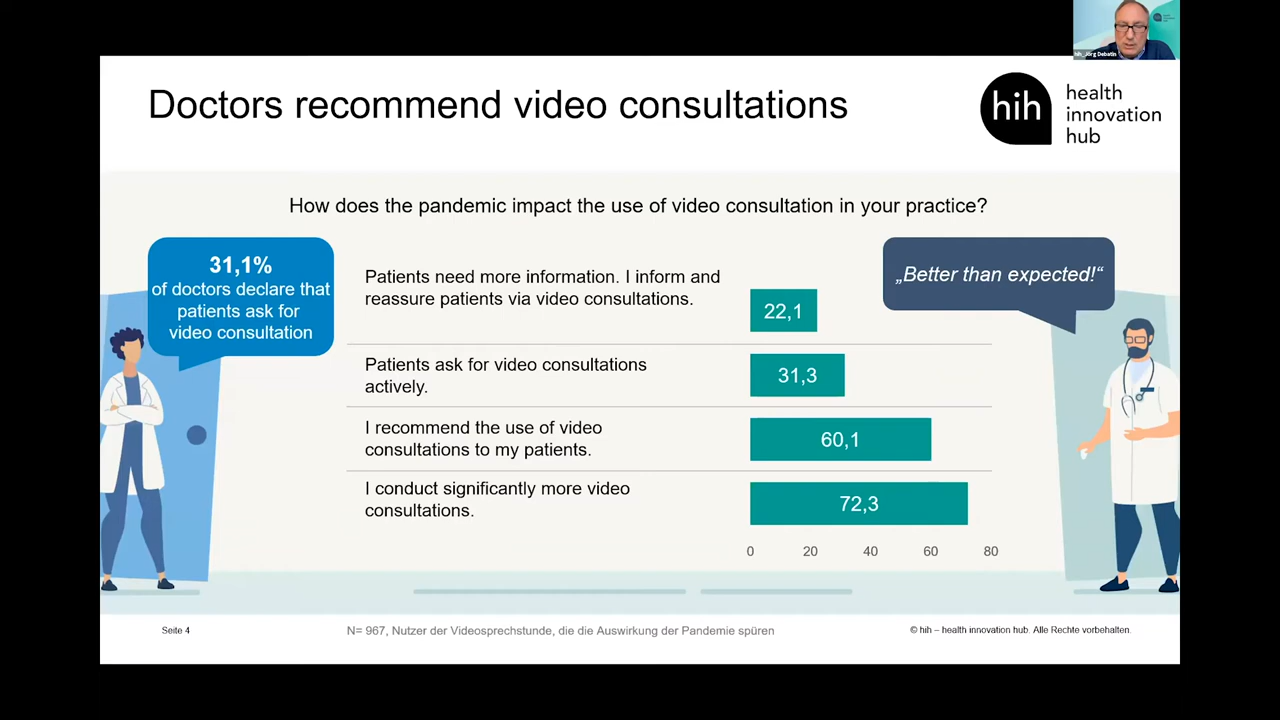 hih_Jörg Debatin
Doctors recommend video consultations
hih
health
innovation
hub
How does the pandemic impact the use of video consultation in your practice?
31,1%
of doctors declare that
patients ask for
video consultation
„Better than expected!“
Patients need more information. I inform and
reassure patients via video consultations.
22,1
Patients ask for video consultations
actively.
31,3
I recommend the use of video
consultations to my patients.
60,1
I conduct significantly more video
consultations.
72,3
0 20 40 60 80
Seite 4
N= 967, Nutzer der Videosprechstunde, die die Auswirkung der Pandemie spüren
© hih – health innovation hub. Alle Rechte vorbehalten.